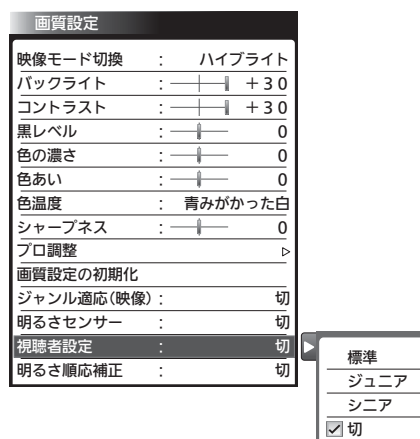 画質設定
映像モード切換 : ハイブライト
バックライト : +30
コントラスト : +30
黒レベル : 0
色の濃さ : 0
色あい : 0
色温度 : 青みがかった白
シャープネス : 0
プロ調整
画質設定の初期化
ジャンル適応(映像) : 切
明るさセンサー : 切
視聴者設定 : 切
明るさ順応補正 : 切
標準
ジュニア
シニア
切